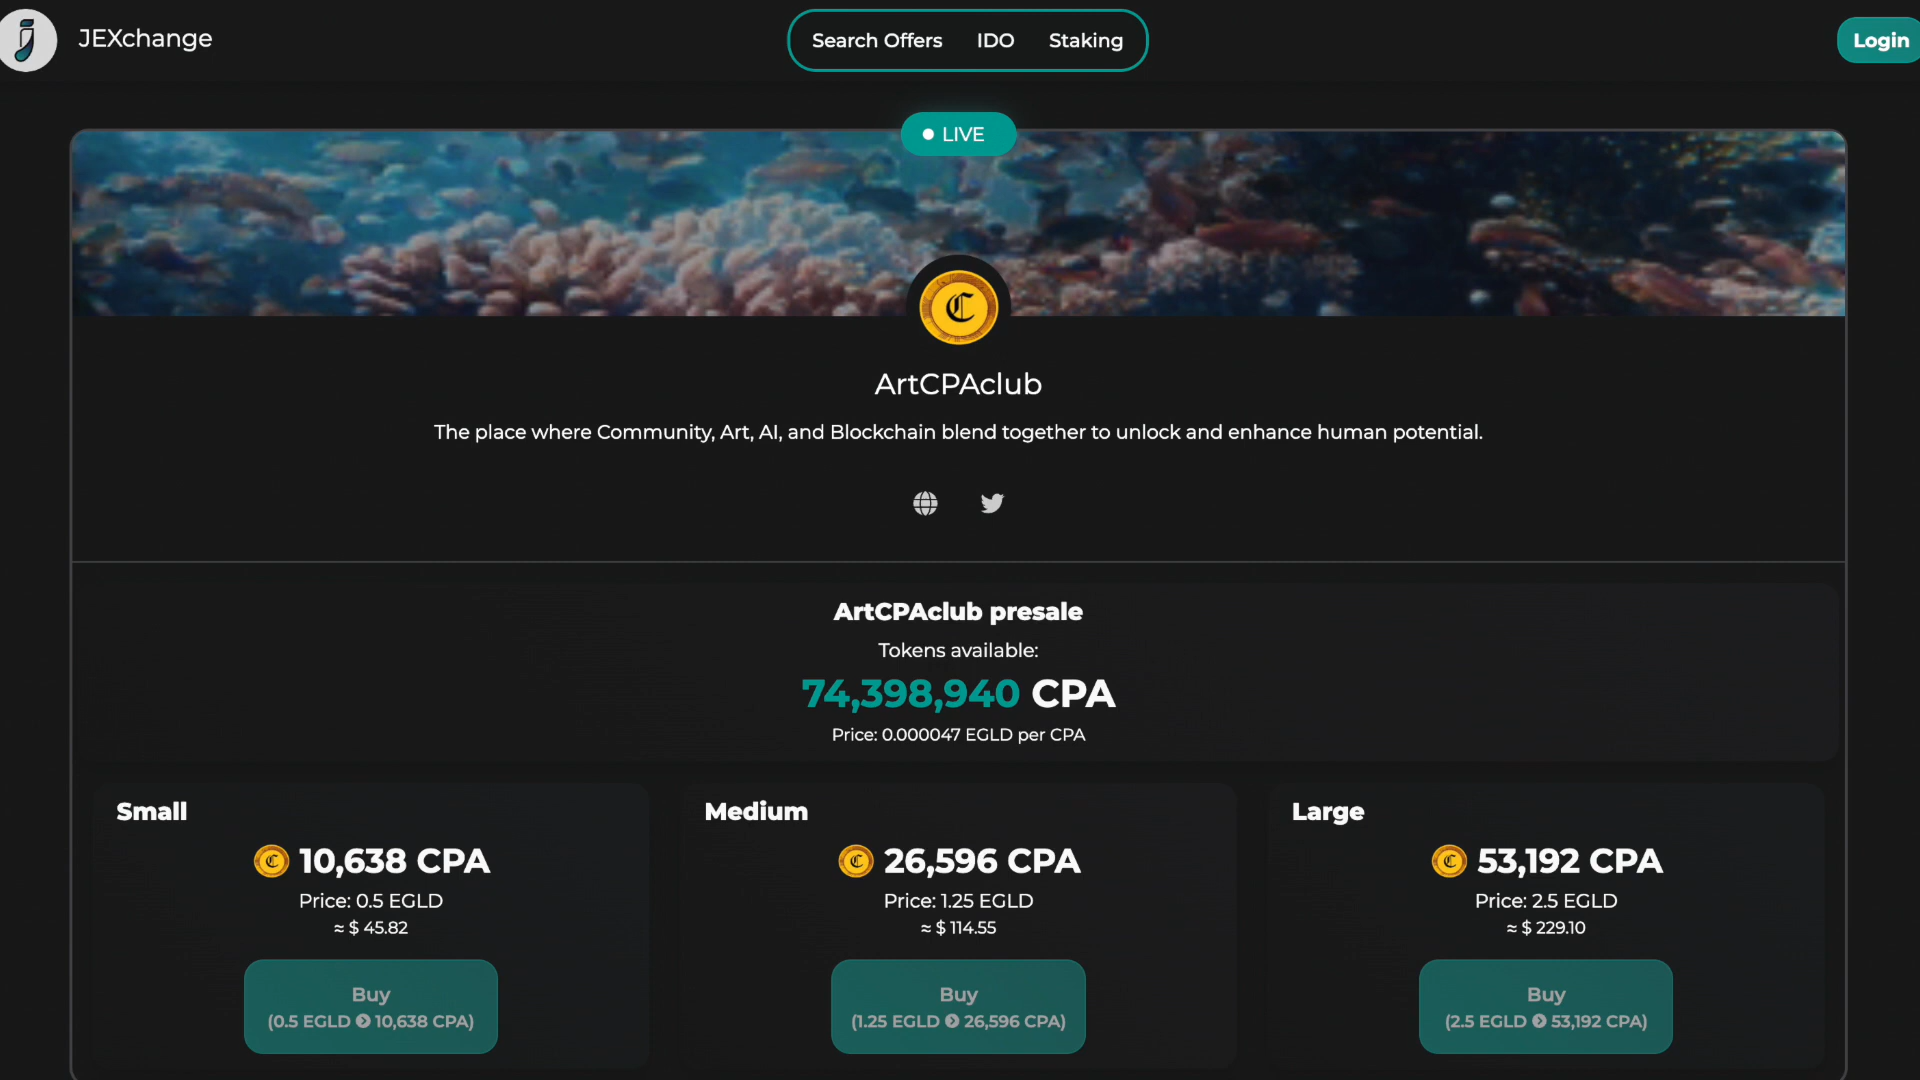 JEXchange
Search Offers IDO Staking
Login
LIVE
C
ArtCPAclub
The place where Community, Art, AI, and Blockchain blend together to unlock and enhance human potential.
ArtCPAclub presale
Tokens available:
74,398,940 CPA
Price: 0.000047 EGLD per CPA
Small
C 10,638 CPA
Price: 0.5 EGLD
≈ $ 45.82
Buy
(0.5 EGLD 10,638 CPA)
Medium
C 26,596 CPA
Price: 1.25 EGLD
≈ $ 114.55
Buy
(1.25 EGLD 26,596 CPA)
Large
C 53,192 CPA
Price: 2.5 EGLD
≈ $ 229.10
Buy
(2.5 EGLD 53,192 CPA)